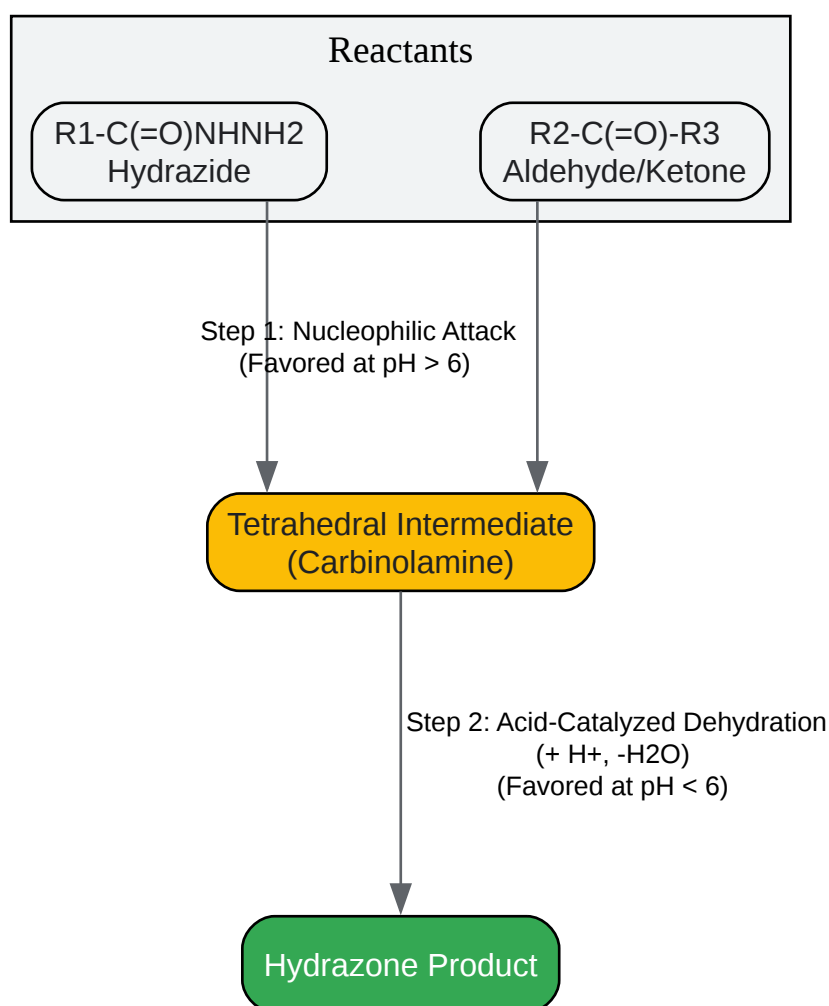 Reactants
R1-C(=O)NHNH2
Hydrazide
R2-C(=O)-R3
Aldehyde/Ketone
Step 1: Nucleophilic Attack
(Favored at pH > 6)
Tetrahedral Intermediate
(Carbinolamine)
Step 2: Acid-Catalyzed Dehydration
(+ H+, -H2O)
(Favored at pH < 6)
Hydrazone Product